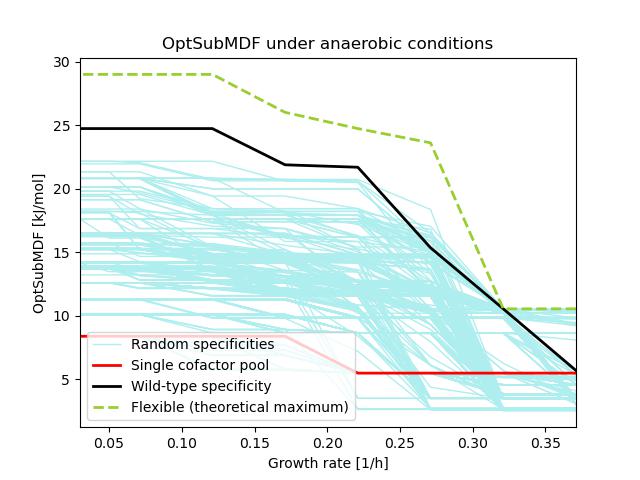 OptSubMDF under anaerobic conditions
30
25
20
15
10
5
OptSubMDF [kJ/mol]
Random specificities
Single cofactor pool
Wild-type specificity
Flexible (theoretical maximum)
0.05 0.10 0.15 0.20 0.25 0.30 0.35
Growth rate [1/h]